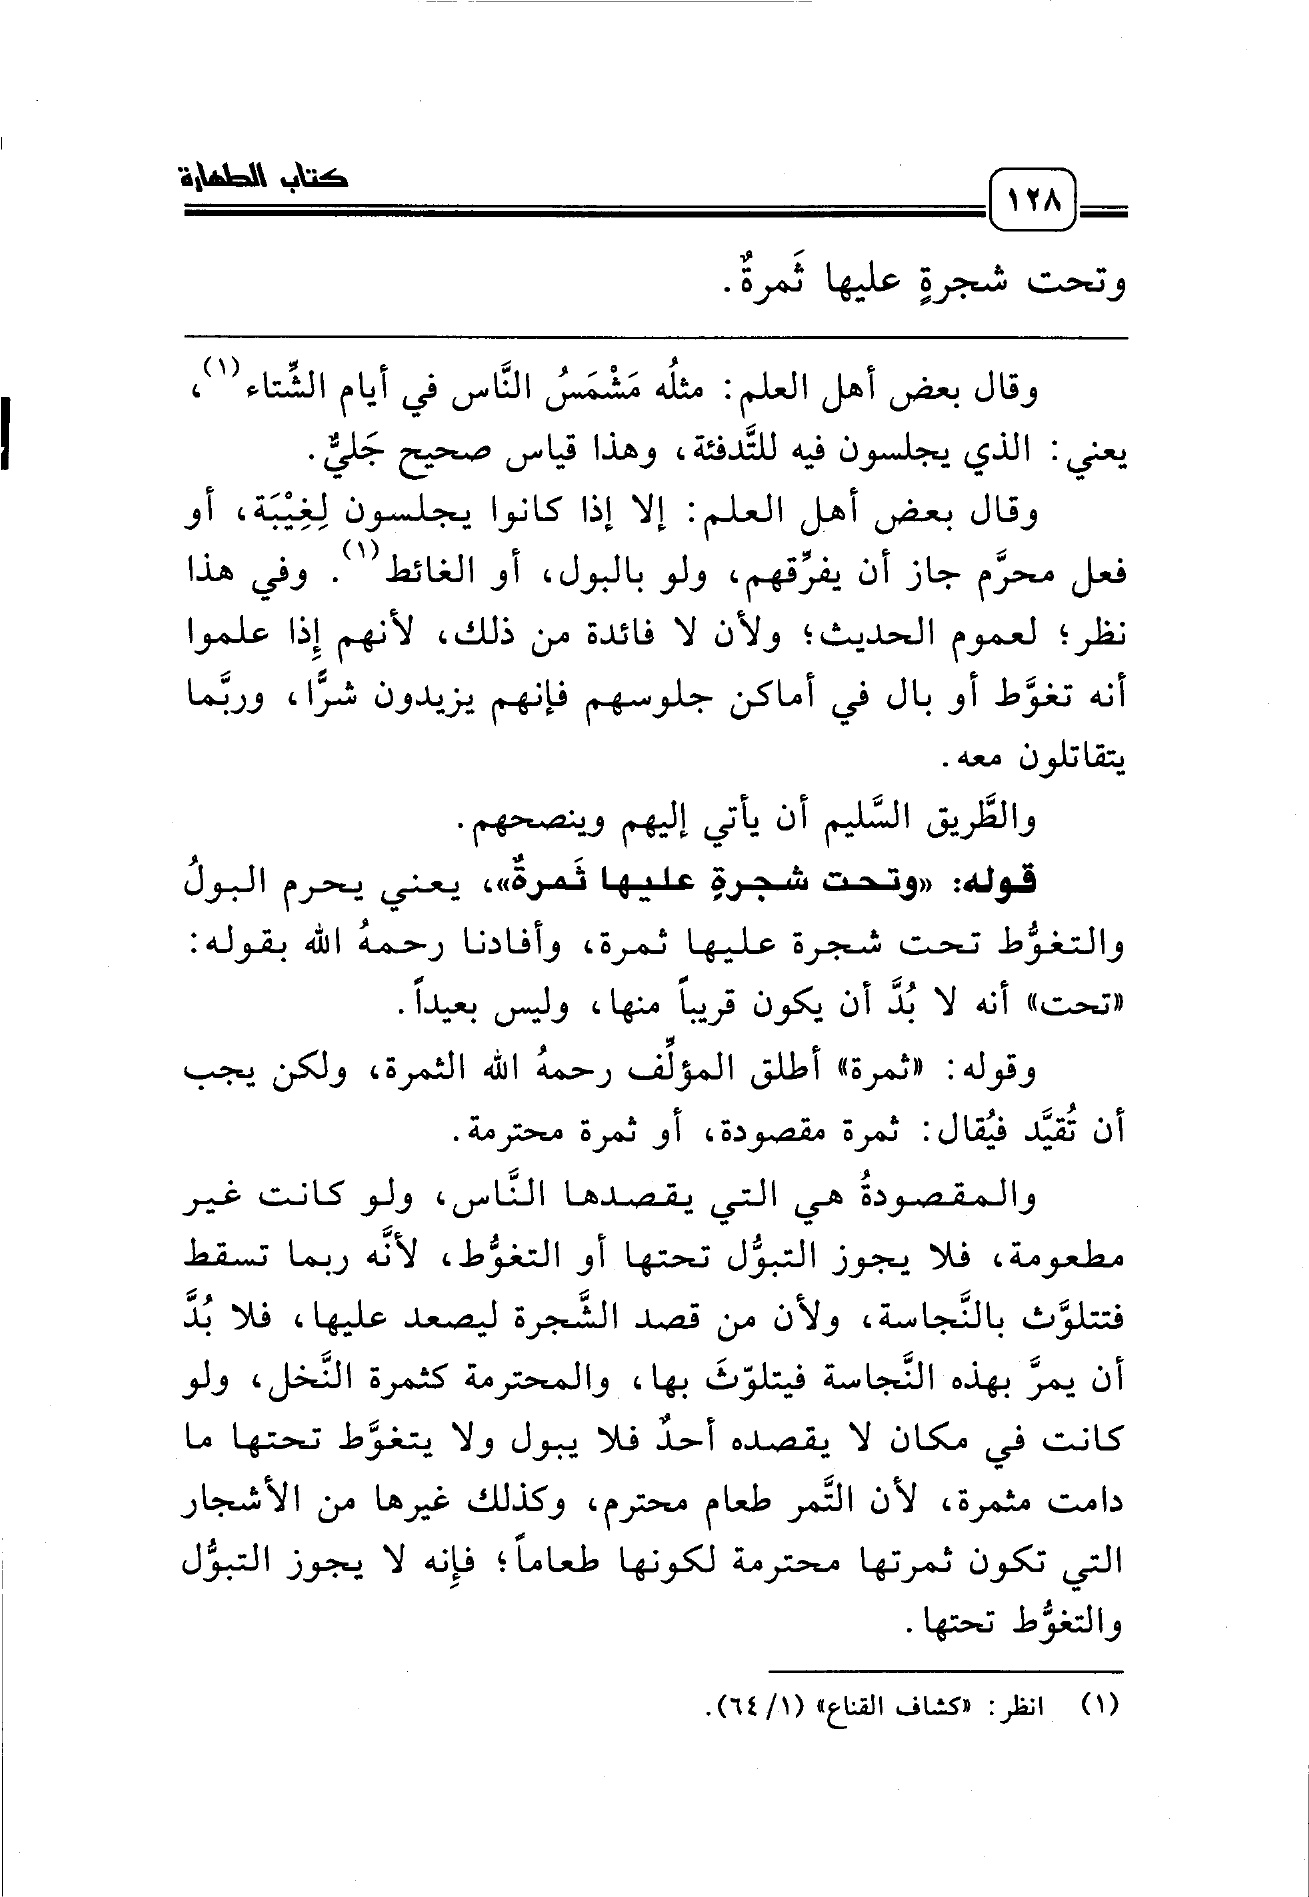 كتاب الطهارة
١٢٨
وتحت شجرةٍ عليها ثَمرةٌ.
وقال بعض أهل العلم: مثلُه مَشْمَسُ النَّاس في أيام الشِّتاء(١)،
يعني: الذي يجلسون فيه للتَّدفئة، وهذا قياس صحيح جَليٌّ.
وقال بعض أهل العلم: إلا إذا كانوا يجلسون لِغِيْبَة، أو
فعل محرَّم جاز أن يفرِّقهم، ولو بالبول، أو الغائط(١). وفي هذا
نظر؛ لعموم الحديث؛ ولأن لا فائدة من ذلك، لأنهم إِذا علموا
أنه تغوَّط أو بال في أماكن جلوسهم فإنهم يزيدون شرًّا، وربَّما
يتقاتلون معه.
والطَّريق السَّليم أن يأتي إليهم وينصحهم.
قوله: «وتحت شجرةٍ عليها ثَمرةٌ»، يعني يحرم البولُ
والتغوُّط تحت شجرة عليها ثمرة، وأفادنا رحمهُ الله بقوله:
«تحت» أنه لا بُدَّ أن يكون قريباً منها، وليس بعيداً.
وقوله: «ثمرة» أطلق المؤلِّف رحمهُ الله الثمرة، ولكن يجب
أن تُقيَّد فيُقال: ثمرة مقصودة، أو ثمرة محترمة.
والمقصودةُ هي التي يقصدها النَّاس، ولو كانت غير
مطعومة، فلا يجوز التبوُّل تحتها أو التغوُّط، لأنَّه ربما تسقط
فتتلوَّث بالنَّجاسة، ولأن من قصد الشَّجرة ليصعد عليها، فلا بُدَّ
أن يمرَّ بهذه النَّجاسة فيتلوّثَ بها، والمحترمة كثمرة النَّخل، ولو
كانت في مكان لا يقصده أحدٌ فلا يبول ولا يتغوَّط تحتها ما
دامت مثمرة، لأن التَّمر طعام محترم، وكذلك غيرها من الأشجار
التي تكون ثمرتها محترمة لكونها طعاماً؛ فإِنه لا يجوز التبوُّل
والتغوُّط تحتها.
(١) انظر: «كشاف القناع» (١/ ٦٤).